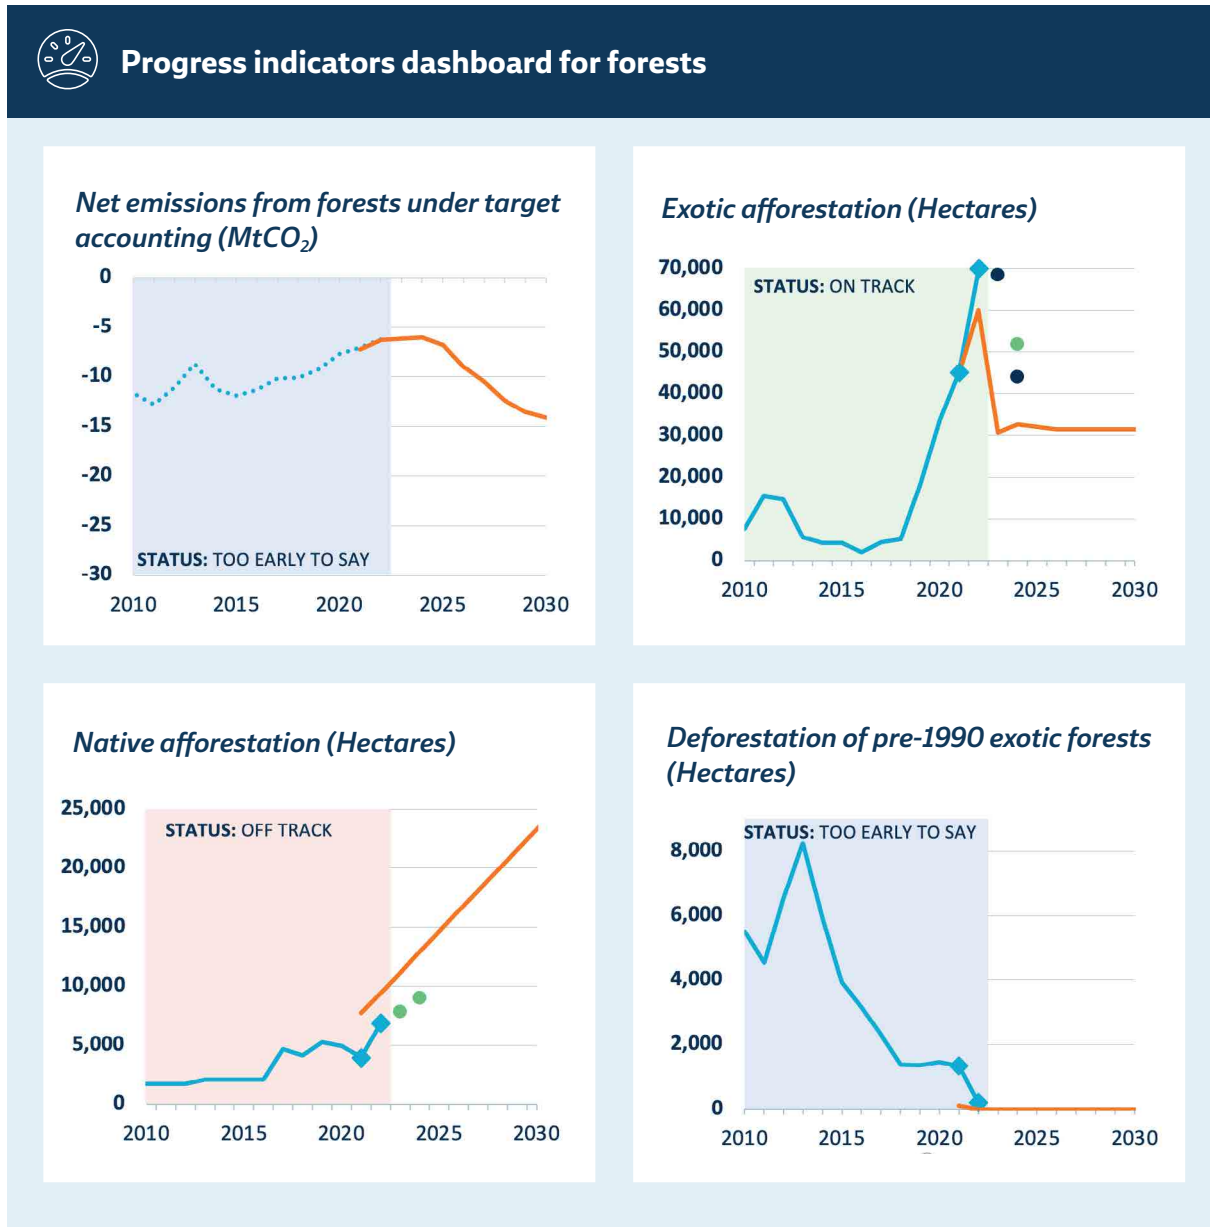 Progress indicators dashboard for forests
Net emissions from forests under target
accounting (MtCO₂)
0
-5
-10
-15
-20
-25
-30
STATUS: TOO EARLY TO SAY
2010 2015 2020 2025 2030
Exotic afforestation (Hectares)
70,000
STATUS: ON TRACK
60,000
50,000
40,000
30,000
20,000
10,000
0
2010 2015 2020 2025 2030
Native afforestation (Hectares)
25,000
STATUS: OFF TRACK
20,000
15,000
10,000
5,000
0
2010 2015 2020 2025 2030
Deforestation of pre-1990 exotic forests
(Hectares)
STATUS: TOO EARLY TO SAY
8,000
6,000
4,000
2,000
0
2010 2015 2020 2025 2030